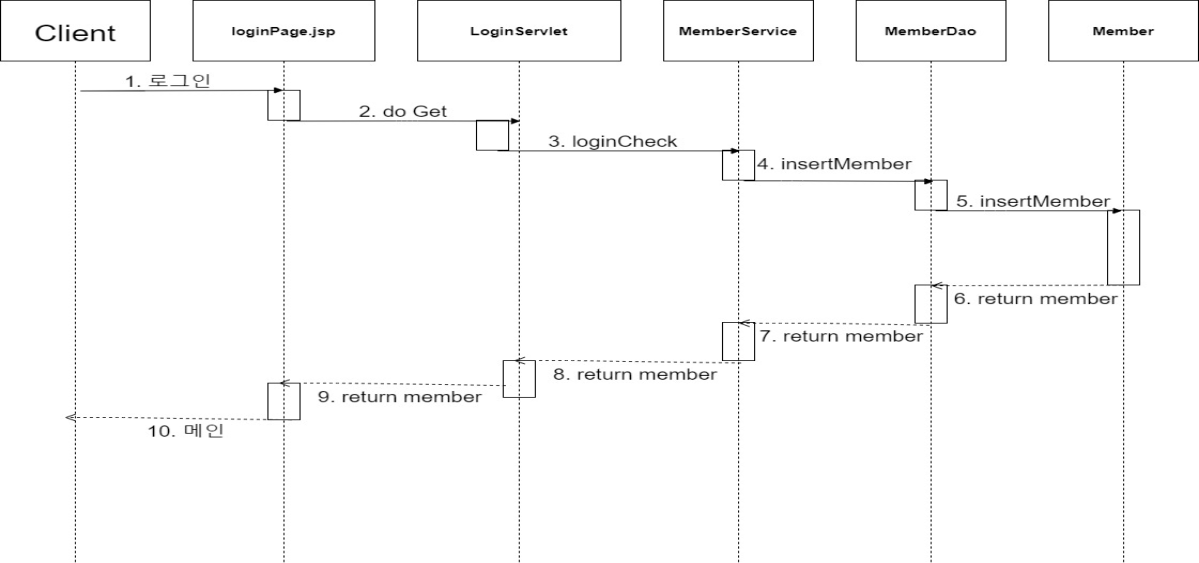 Client
loginPage.jsp
LoginServlet
MemberService
MemberDao
Member
1. 로그인
2. do Get
3. loginCheck
4. insertMember
5. insertMember
6. return member
7. return member
8. return member
9. return member
10. 메인